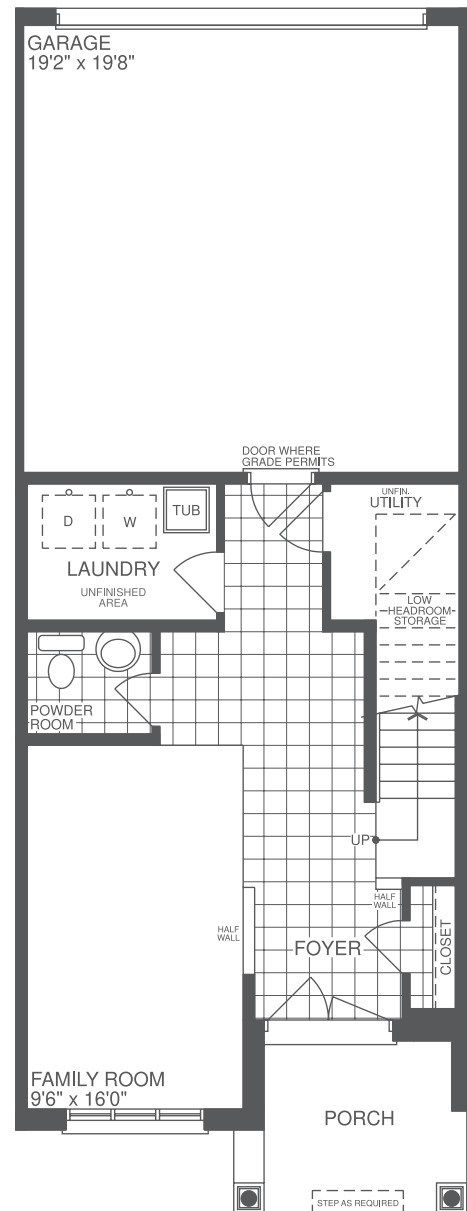 GARAGE
19'2" x 19'8"
DOOR WHERE
GRADE PERMITS
D
W
TUB
LAUNDRY
UNFINISHED
AREA
UNFIN.
UTILITY
LOW
HEADROOM
STORAGE
POWDER
ROOM
UP
HALF
WALL
HALF
WALL
FOYER
CLOSET
FAMILY ROOM
9'6" x 16'0"
PORCH
STEP AS REQUIRED